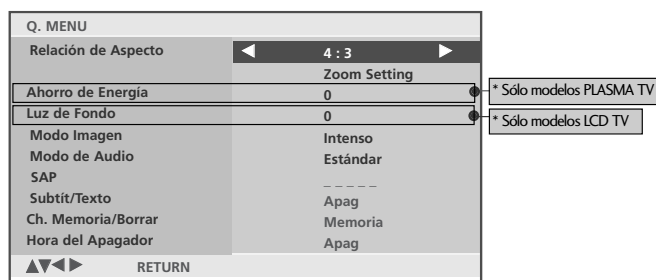 Q. MENU
Relación de Aspecto ◀ 4 : 3 ▶
Zoom Setting
Ahorro de Energía 0 * Sólo modelos PLASMA TV
Luz de Fondo 0 * Sólo modelos LCD TV
Modo Imagen Intenso
Modo de Audio Estándar
SAP _ _ _ _ _
Subtít/Texto Apag
Ch. Memoria/Borrar Memoria
Hora del Apagador Apag
▲▼◀▶ RETURN